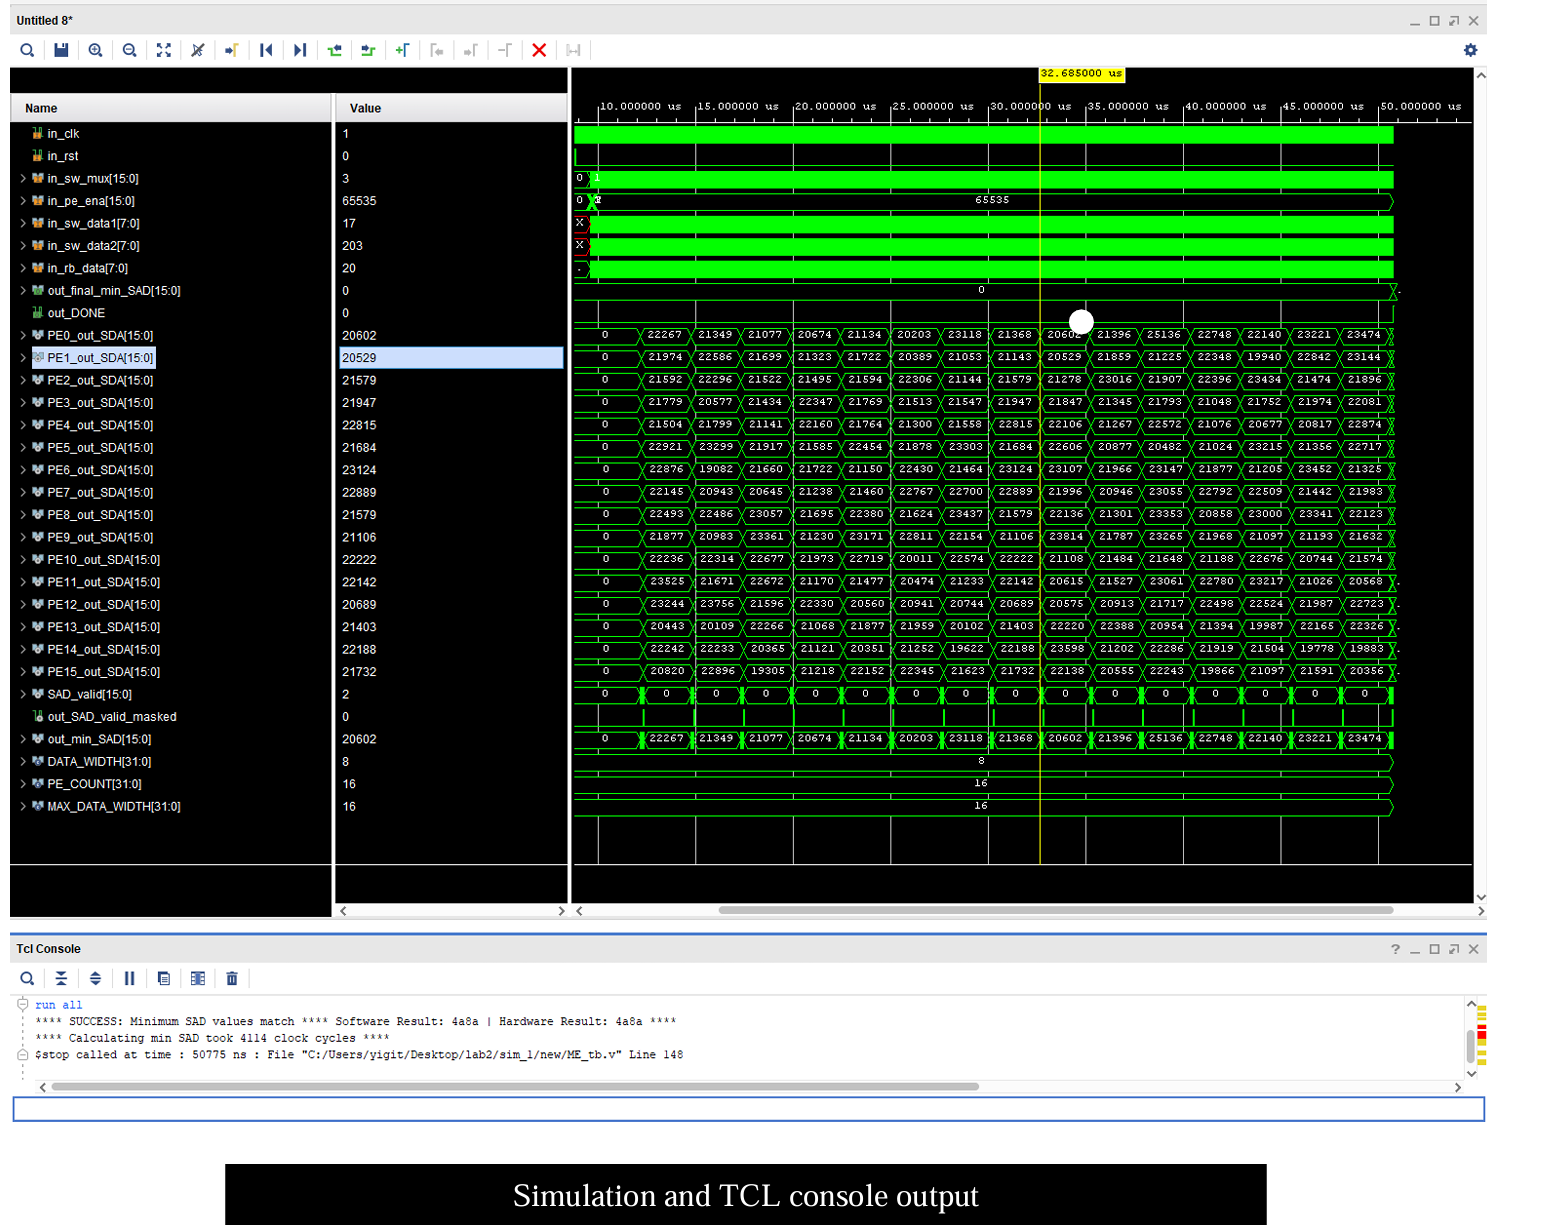 Untitled 8*
32.685000 us
Name Value
10.000000 us 15.000000 us 20.000000 us 25.000000 us 30.000000 us 35.000000 us 40.000000 us 45.000000 us 50.000000 us
in_clk 1
in_rst 0
in_sw_mux[15:0] 3 0 1
in_pe_ena[15:0] 65535 0 65535
in_sw_data1[7:0] 17 X
in_sw_data2[7:0] 203 X
in_rb_data[7:0] 20 .
out_final_min_SAD[15:0] 0 0 .
out_DONE 0
PE0_out_SDA[15:0] 20602 0 22267 21349 21077 20674 21134 20203 23118 21368 20602 21396 25136 22748 22140 23221 23474
PE1_out_SDA[15:0] 20529 0 21974 22586 21699 21323 21722 20389 21053 21143 20529 21859 21225 22348 19940 22842 23144
PE2_out_SDA[15:0] 21579 0 21592 22296 21522 21495 21594 22306 21144 21579 21278 23016 21907 22396 23434 21474 21896
PE3_out_SDA[15:0] 21947 0 21779 20577 21434 22347 21769 21513 21547 21947 21847 21345 21793 21048 21752 21974 22081
PE4_out_SDA[15:0] 22815 0 21504 21799 21141 22160 21764 21300 21558 22815 22106 21267 22572 21076 20677 20817 22874
PE5_out_SDA[15:0] 21684 0 22921 23299 21917 21585 22454 21878 23303 21684 22606 20877 20482 21024 23215 21356 22717
PE6_out_SDA[15:0] 23124 0 22876 19082 21660 21722 21150 22430 21464 23124 23107 21966 23147 21877 21205 23452 21325
PE7_out_SDA[15:0] 22889 0 22145 20943 20645 21238 21460 22767 22700 22889 21996 20946 23055 22792 22509 21442 21983
PE8_out_SDA[15:0] 21579 0 22493 22486 23057 21695 22380 21624 23437 21579 22136 21301 23353 20858 23000 23341 22123
PE9_out_SDA[15:0] 21106 0 21877 20983 23361 21230 23171 22811 22154 21106 23814 21787 23265 21968 21097 21193 21632
PE10_out_SDA[15:0] 22222 0 22236 22314 22677 21973 22719 20011 22574 22222 21108 21484 21648 21188 22676 20744 21574
PE11_out_SDA[15:0] 22142 0 23525 21671 22672 21170 21477 20474 21233 22142 20615 21527 23061 22780 23217 21026 20568 .
PE12_out_SDA[15:0] 20689 0 23244 23756 21596 22330 20560 20941 20744 20689 20575 20913 21717 22498 22524 21987 22723 .
PE13_out_SDA[15:0] 21403 0 20443 20109 22266 21068 21877 21959 20102 21403 22220 22388 20954 21394 19987 22165 22326 .
PE14_out_SDA[15:0] 22188 0 22242 22233 20365 21121 20351 21252 19622 22188 23598 21202 22286 21919 21504 19778 19883 .
PE15_out_SDA[15:0] 21732 0 20820 22896 19305 21218 22152 22345 21623 21732 22138 20555 22243 19866 21097 21591 20356 .
SAD_valid[15:0] 2 0 0 0 0 0 0 0 0 0 0 0 0 0 0 0 0
out_SAD_valid_masked 0
out_min_SAD[15:0] 20602 0 22267 21349 21077 20674 21134 20203 23118 21368 20602 21396 25136 22748 22140 23221 23474
DATA_WIDTH[31:0] 8 8
PE_COUNT[31:0] 16 16
MAX_DATA_WIDTH[31:0] 16 16
Tcl Console
run all
**** SUCCESS: Minimum SAD values match **** Software Result: 4a8a | Hardware Result: 4a8a ****
**** Calculating min SAD took 4114 clock cycles ****
$stop called at time : 50775 ns : File "C:/Users/yigit/Desktop/lab2/sim_1/new/ME_tb.v" Line 148
Simulation and TCL console output